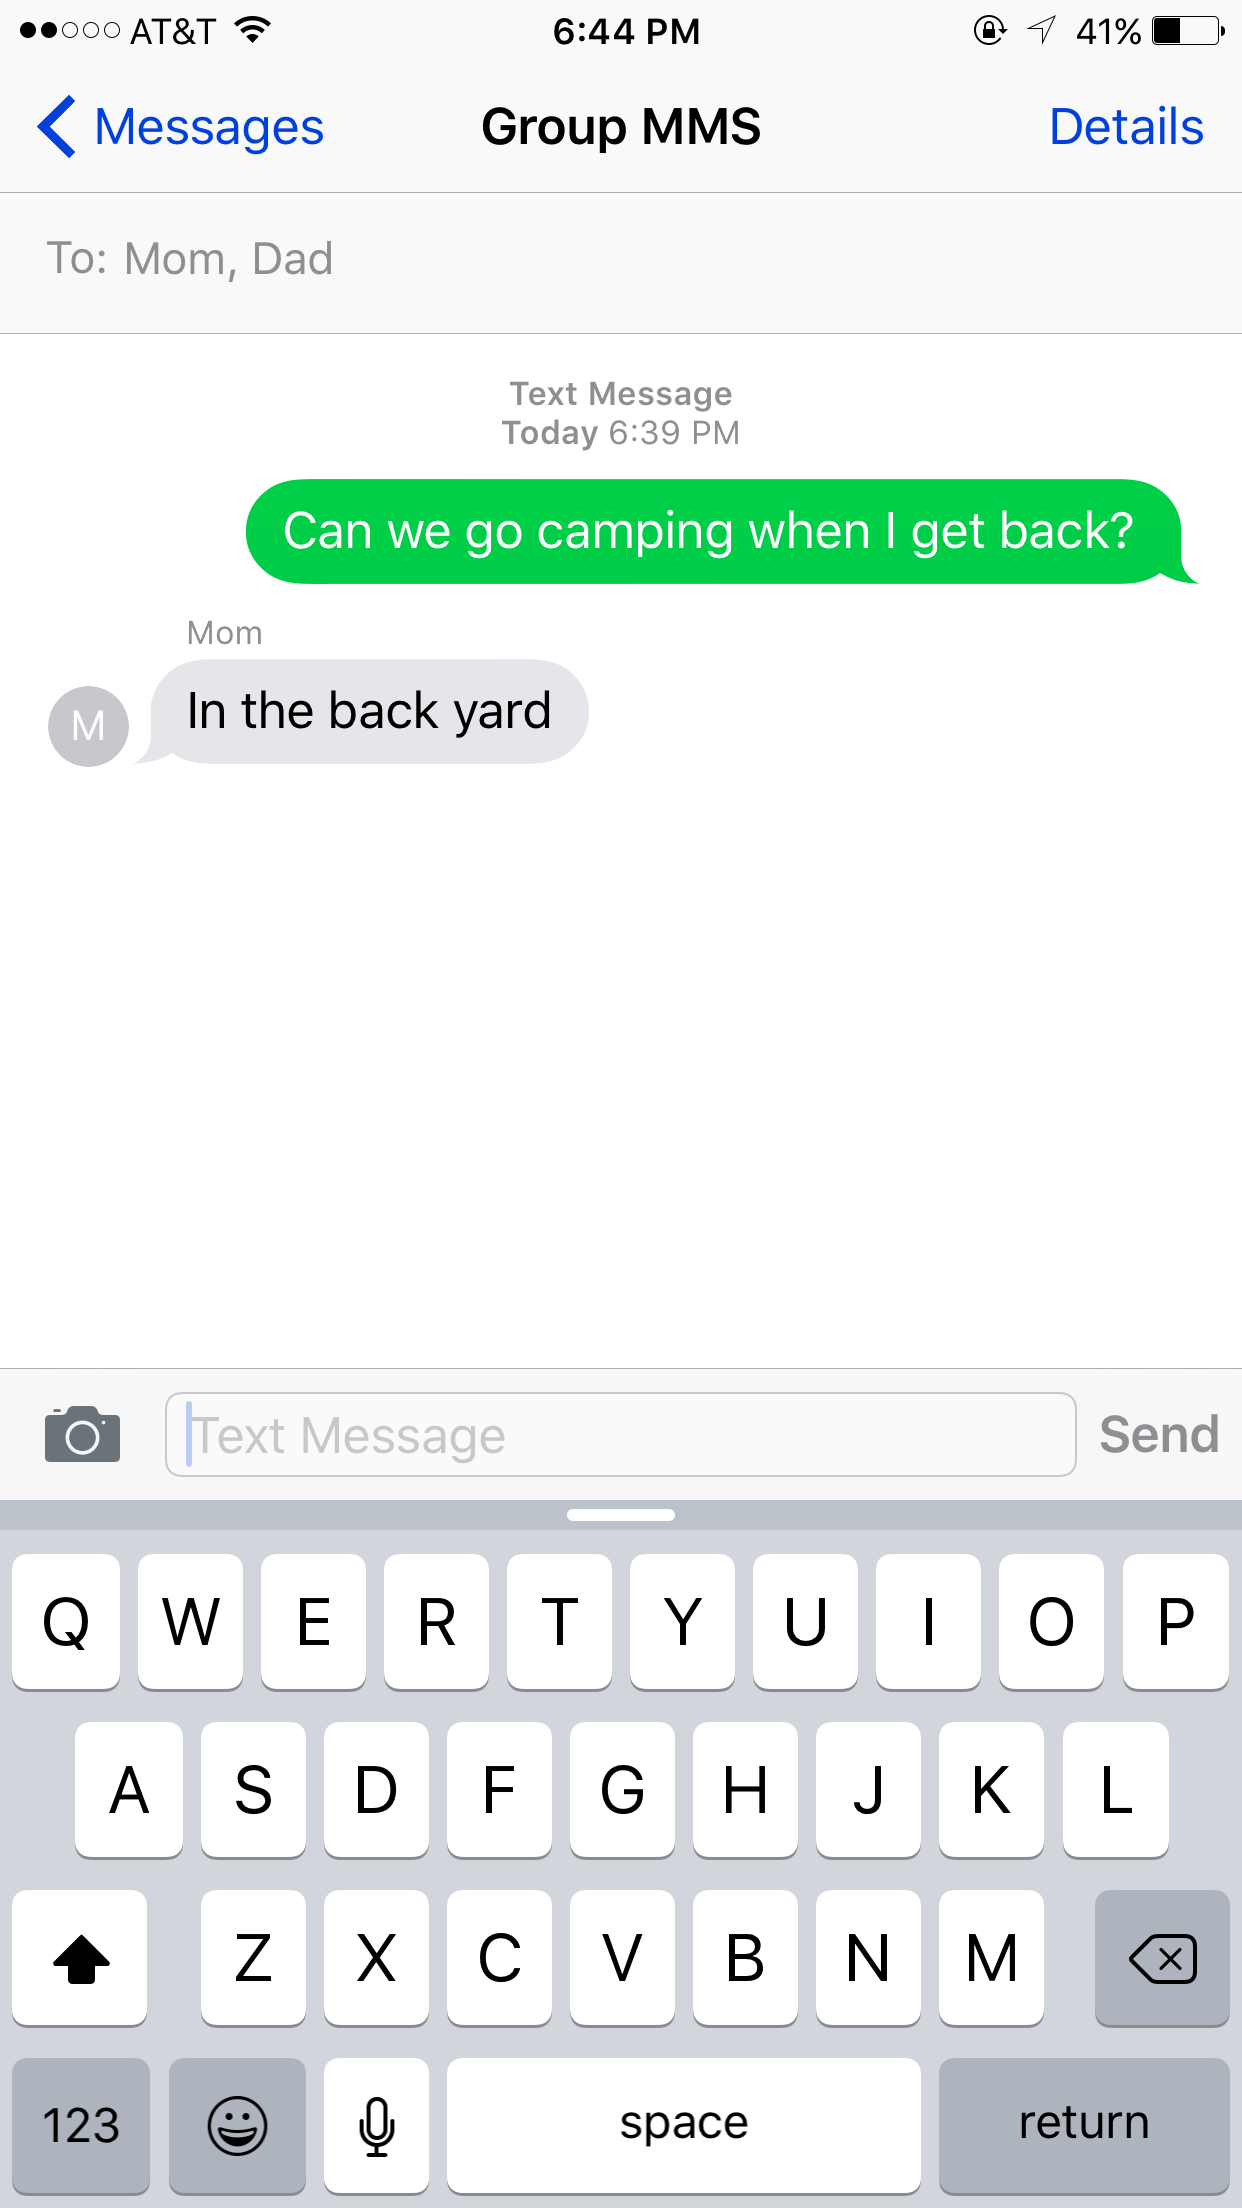 AT&T 6:44 PM 41%
Messages Group MMS Details
To: Mom, Dad
Text Message
Today 6:39 PM
Can we go camping when I get back?
Mom
M In the back yard
Text Message Send
Q W E R T Y U I O P
A S D F G H J K L
Z X C V B N M
123 space return